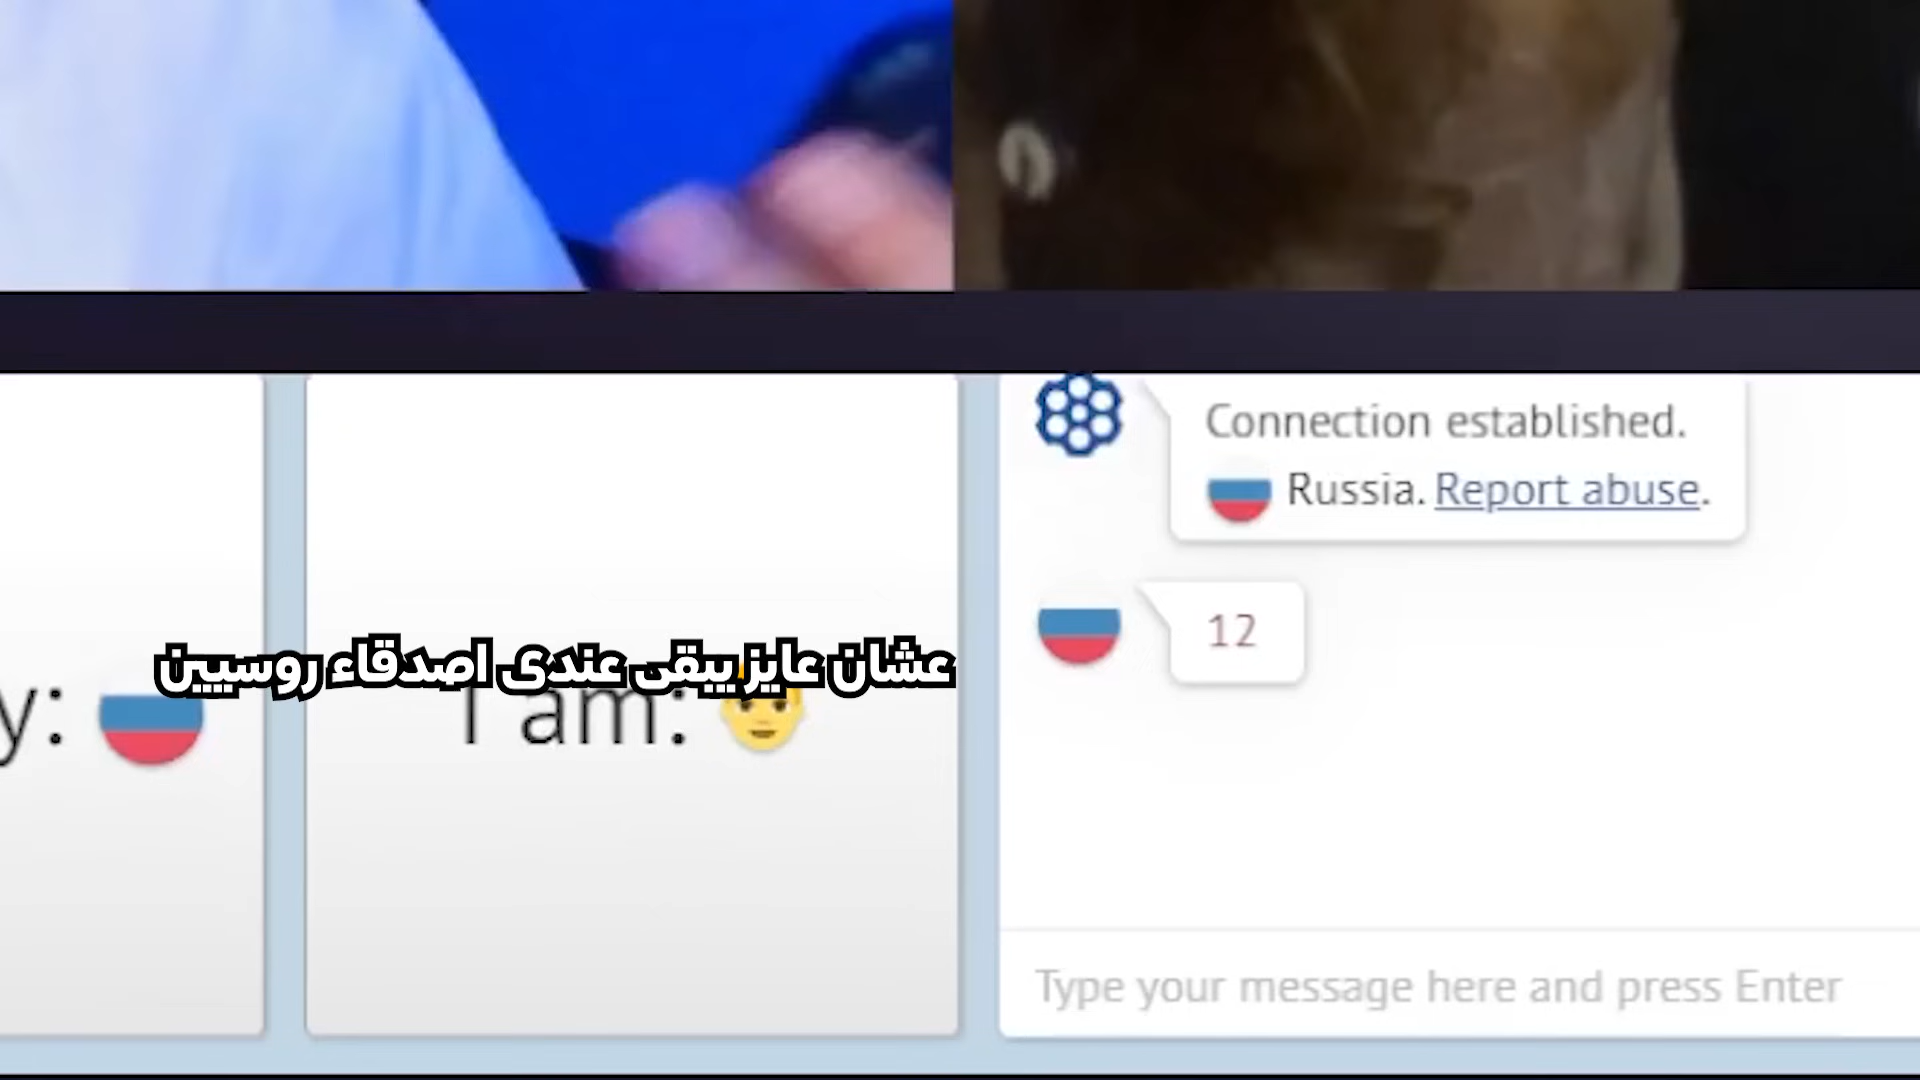 Connection established.
Russia. Report abuse.
12
عشان عايز يبقى عندى اصدقاء روسيين
y:
I am:
Type your message here and press Enter